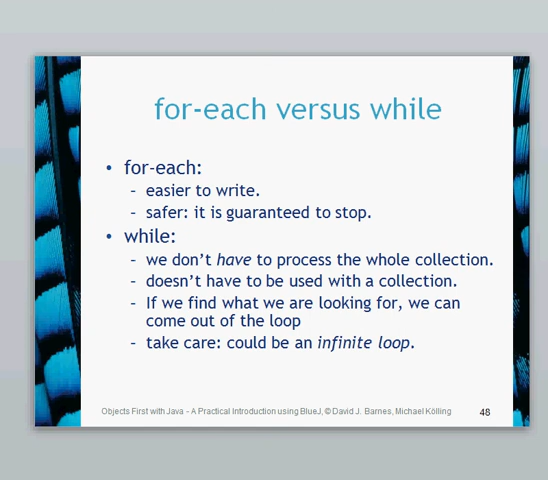 for-each versus while
• for-each:
– easier to write.
– safer: it is guaranteed to stop.
• while:
– we don’t have to process the whole collection.
– doesn’t have to be used with a collection.
– If we find what we are looking for, we can
come out of the loop
– take care: could be an infinite loop.
Objects First with Java - A Practical Introduction using BlueJ, © David J. Barnes, Michael Kölling
48